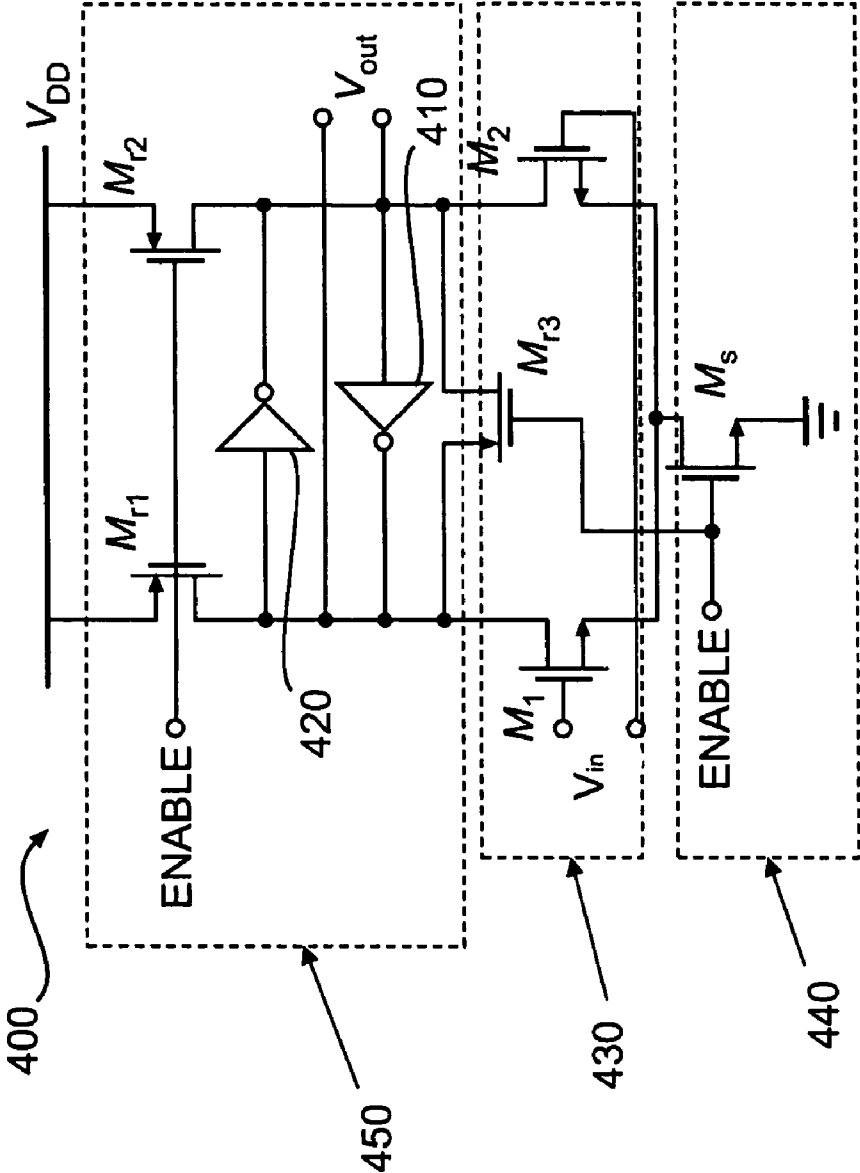 400
V_DD
M_r1
M_r2
ENABLE
420
V_out
410
450
M_r3
M_1
M_2
V_in
430
M_s
ENABLE
440